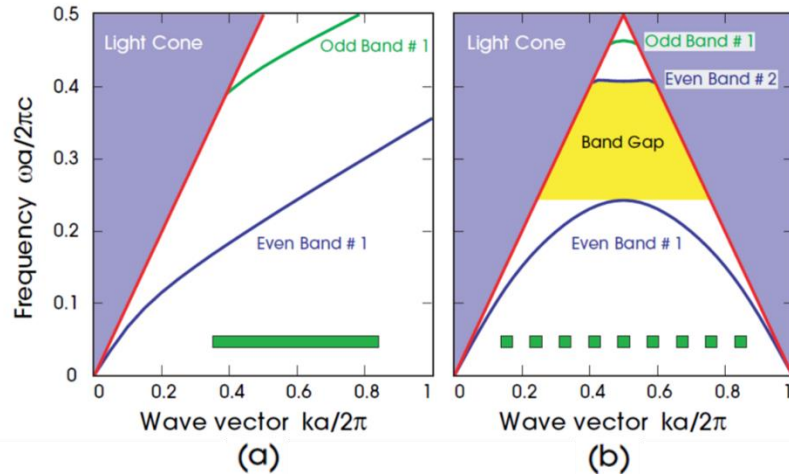 Frequency ωa/2πc
0.5
0.4
0.3
0.2
0.1
0
Light Cone
Odd Band # 1
Even Band # 1
0 0.2 0.4 0.6 0.8 1
Wave vector ka/2π
(a)
Light Cone
Odd Band # 1
Even Band # 2
Band Gap
Even Band # 1
0 0.2 0.4 0.6 0.8 1
Wave vector ka/2π
(b)